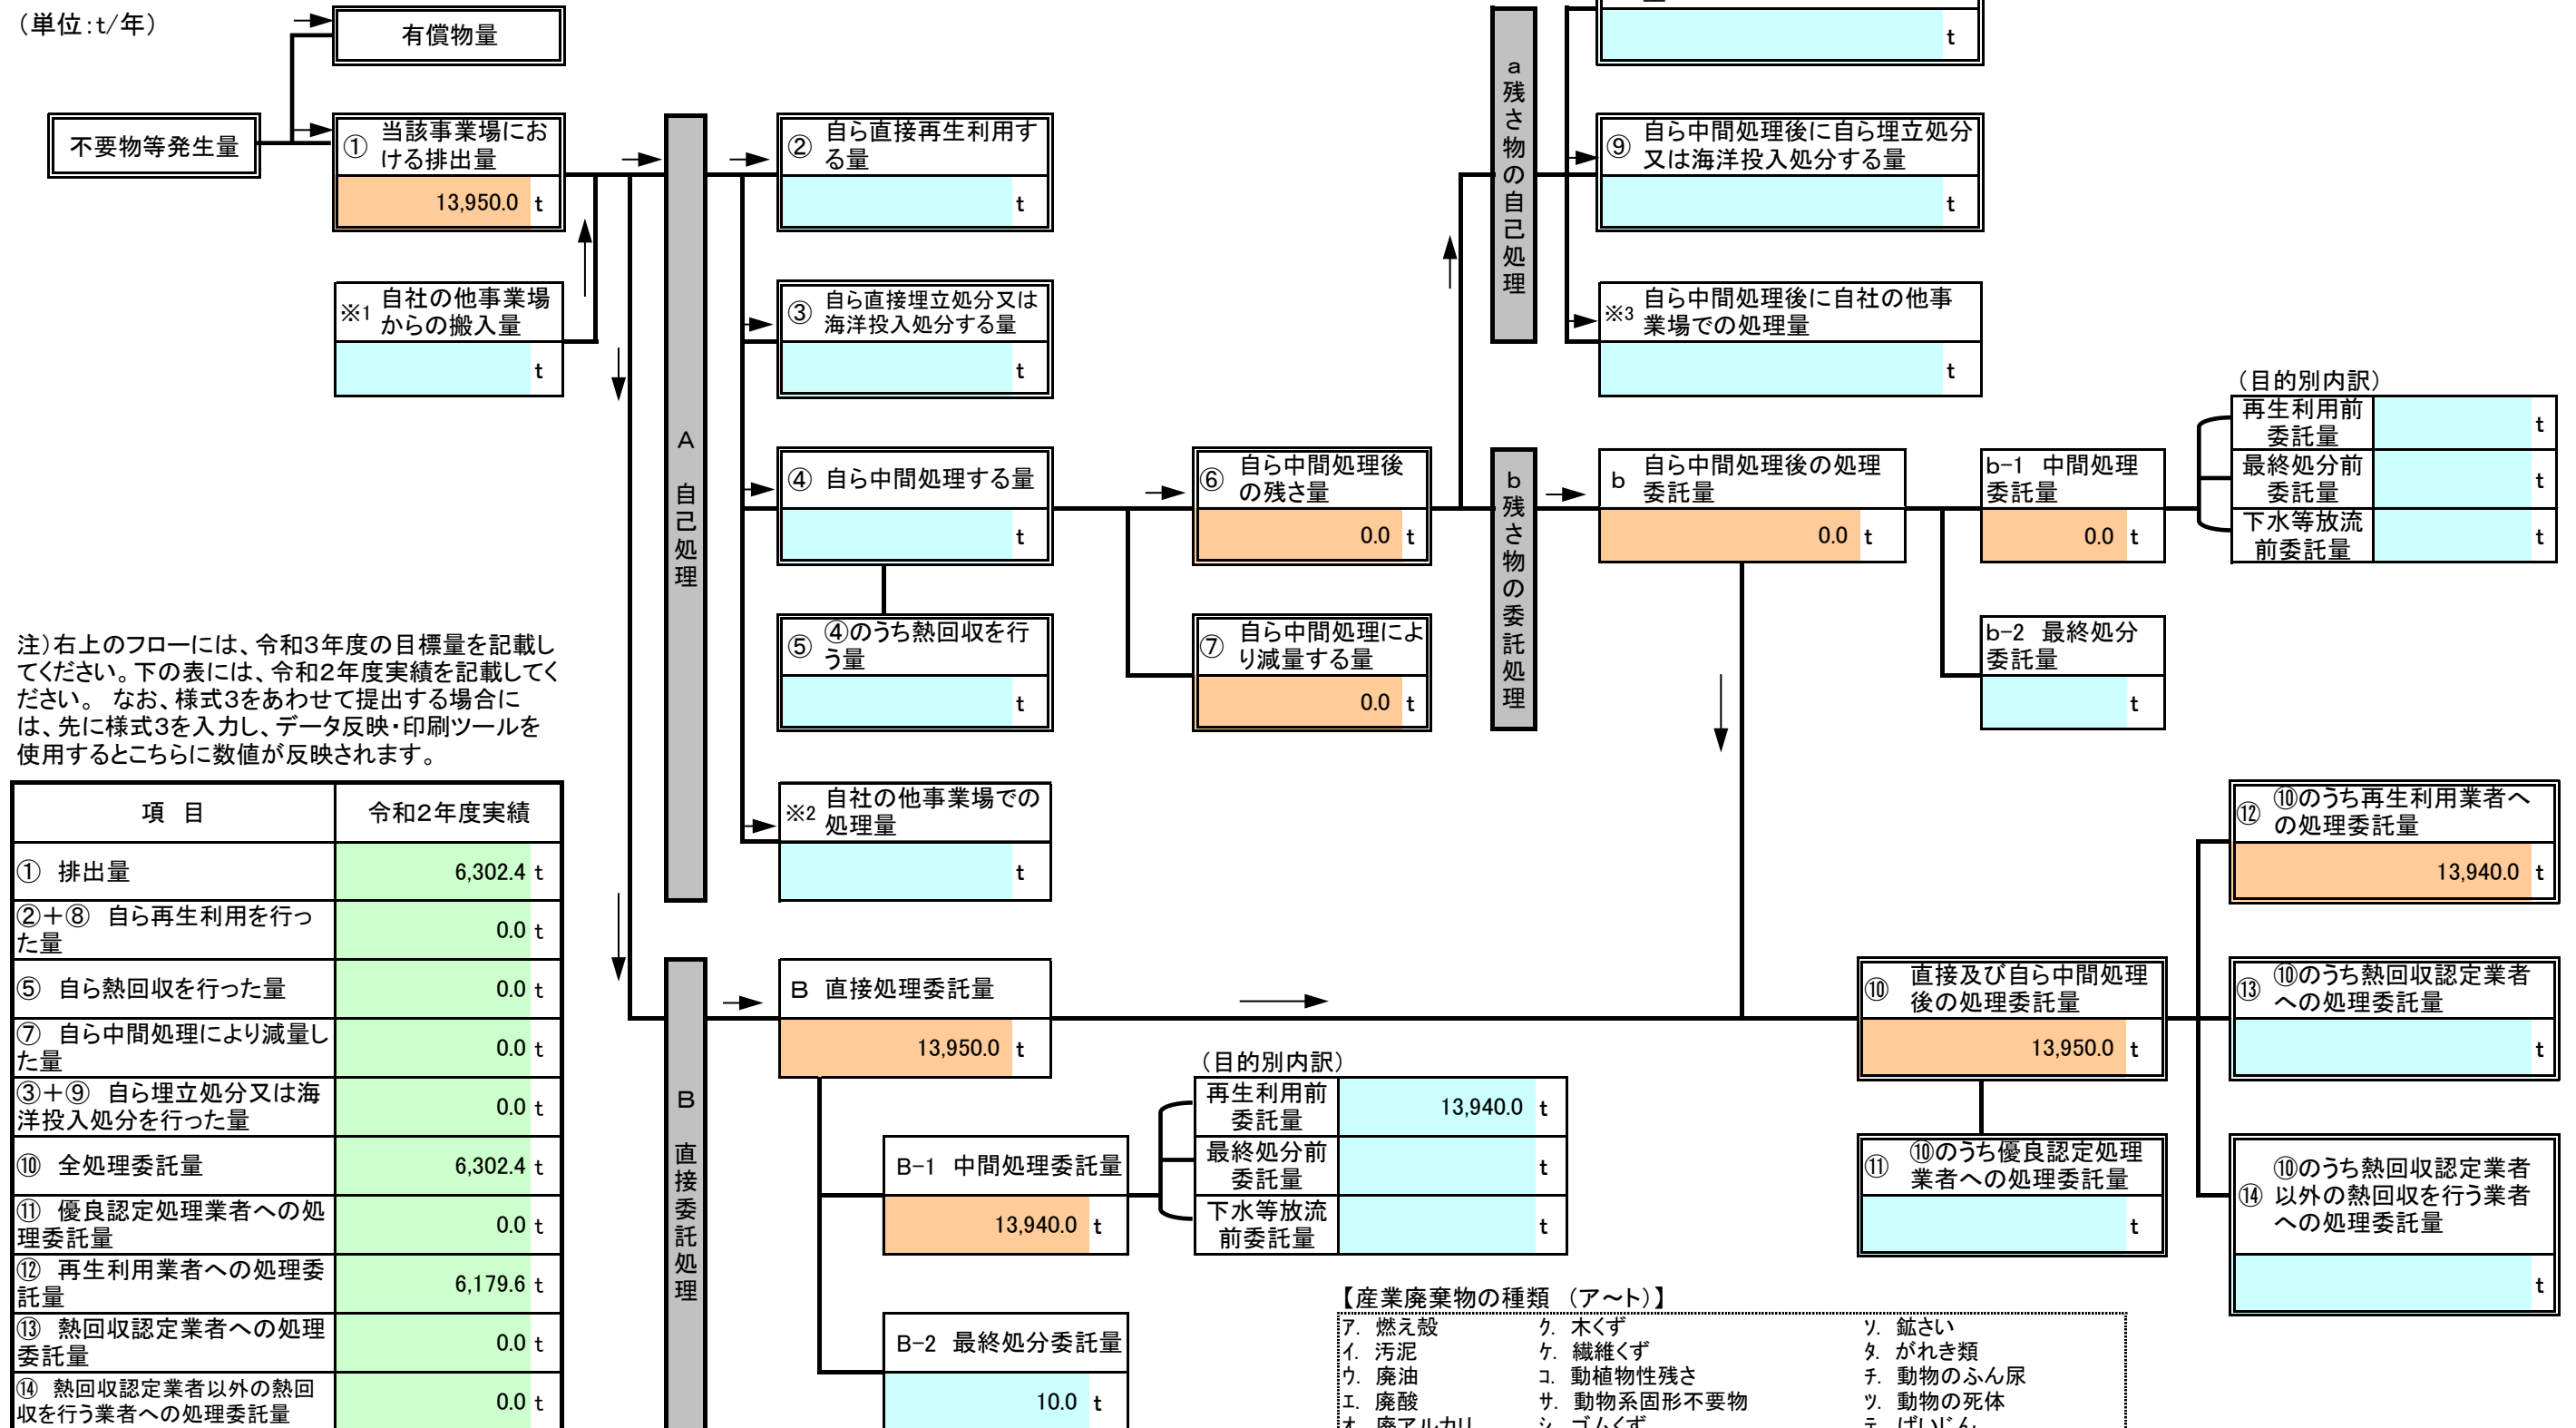 （単位：t/年）
有償物量
不要物等発生量
① 当該事業場にお
ける排出量
13,950.0 t
※1 自社の他事業場
からの搬入量
t
A 自己処理
② 自ら直接再生利用す
る量
t
③ 自ら直接埋立処分又は
海洋投入処分する量
t
④ 自ら中間処理する量
t
⑤ ④のうち熱回収を行
う量
t
※2 自社の他事業場での
処理量
t
⑥ 自ら中間処理後
の残さ量
0.0 t
⑦ 自ら中間処理によ
り減量する量
0.0 t
a 残さ物の自己処理
t
⑨ 自ら中間処理後に自ら埋立処分
又は海洋投入処分する量
t
※3 自ら中間処理後に自社の他事
業場での処理量
t
b 残さ物の委託処理
b 自ら中間処理後の処理
委託量
0.0 t
b-1 中間処理
委託量
0.0 t
（目的別内訳）
再生利用前
委託量
t
最終処分前
委託量
t
下水等放流
前委託量
t
b-2 最終処分
委託量
t
注）右上のフローには、令和３年度の目標量を記載し
てください。下の表には、令和２年度実績を記載してく
ださい。 なお、様式３をあわせて提出する場合に
は、先に様式３を入力し、データ反映・印刷ツールを
使用するとこちらに数値が反映されます。
項 目 令和２年度実績
① 排出量 6,302.4 t
②＋⑧ 自ら再生利用を行っ
た量 0.0 t
⑤ 自ら熱回収を行った量 0.0 t
⑦ 自ら中間処理により減量し
た量 0.0 t
③＋⑨ 自ら埋立処分又は海
洋投入処分を行った量 0.0 t
⑩ 全処理委託量 6,302.4 t
⑪ 優良認定処理業者への処
理委託量 0.0 t
⑫ 再生利用業者への処理委
託量 6,179.6 t
⑬ 熱回収認定業者への処理
委託量 0.0 t
⑭ 熱回収認定業者以外の熱回
収を行う業者への処理委託量 0.0 t
B 直接委託処理
B 直接処理委託量
13,950.0 t
B-1 中間処理委託量
13,940.0 t
（目的別内訳）
再生利用前
委託量
13,940.0 t
最終処分前
委託量
t
下水等放流
前委託量
t
B-2 最終処分委託量
10.0 t
⑩ 直接及び自ら中間処理
後の処理委託量
13,950.0 t
⑪ ⑩のうち優良認定処理
業者への処理委託量
t
⑫ ⑩のうち再生利用業者へ
の処理委託量
13,940.0 t
⑬ ⑩のうち熱回収認定業者
への処理委託量
t
⑭ ⑩のうち熱回収認定業者
以外の熱回収を行う業者
への処理委託量
t
【産業廃棄物の種類 （ア～ト）】
ｱ. 燃え殻 ｸ. 木くず ｿ. 鉱さい
ｲ. 汚泥 ｹ. 繊維くず ﾀ. がれき類
ｳ. 廃油 ｺ. 動植物性残さ ﾁ. 動物のふん尿
ｴ. 廃酸 ｻ. 動物系固形不要物 ﾂ. 動物の死体
ｵ. 廃アルカリ ｼ. ゴムくず ﾃ. ばいじん